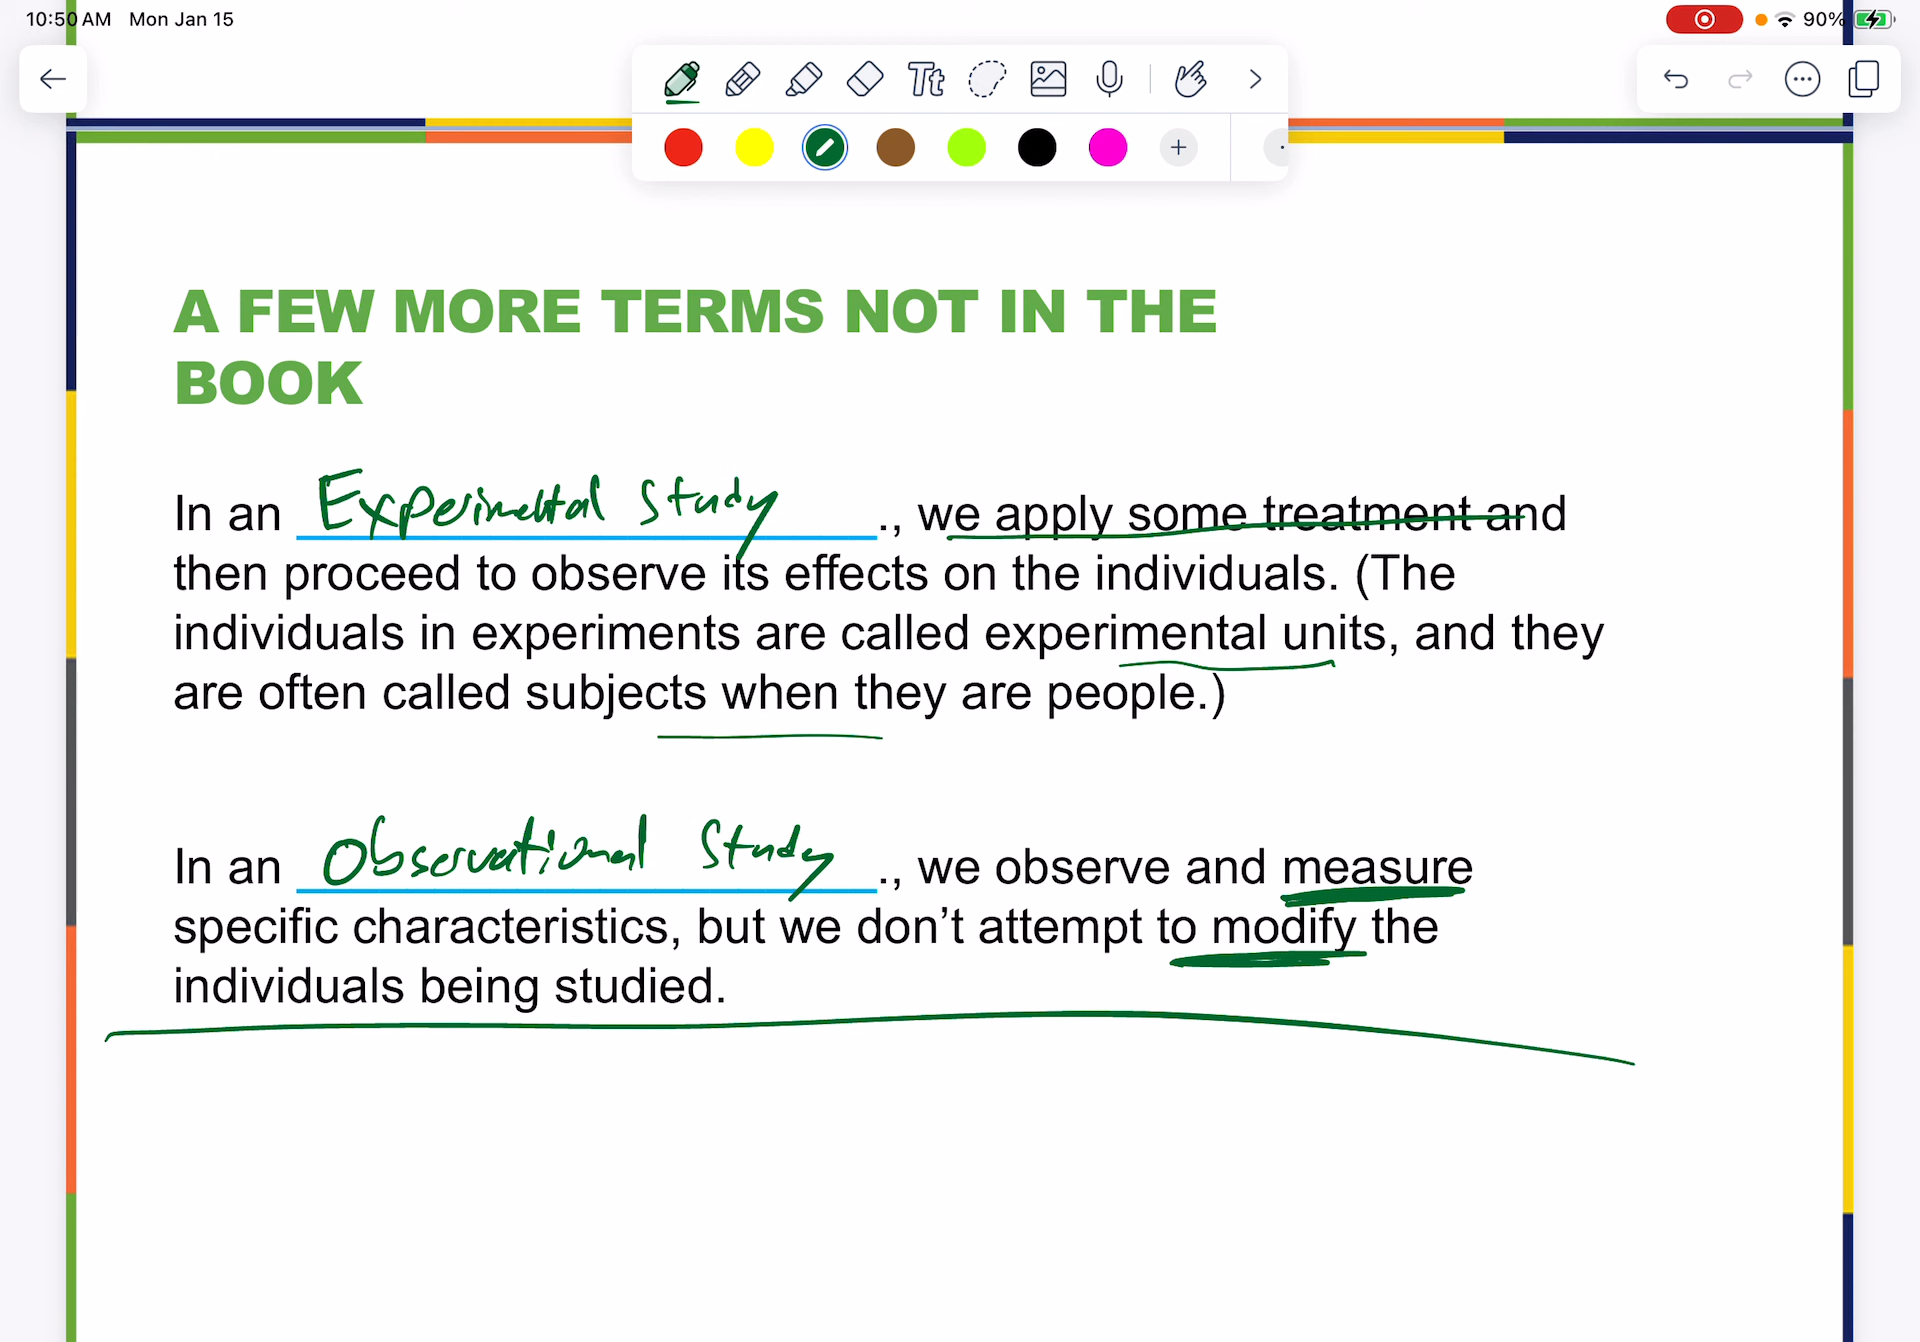 10:50 AM Mon Jan 15
90%
Tt
A FEW MORE TERMS NOT IN THE
BOOK
In an Experimental Study ., we apply some treatment and
then proceed to observe its effects on the individuals. (The
individuals in experiments are called experimental units, and they
are often called subjects when they are people.)
In an Observational Study ., we observe and measure
specific characteristics, but we don’t attempt to modify the
individuals being studied.